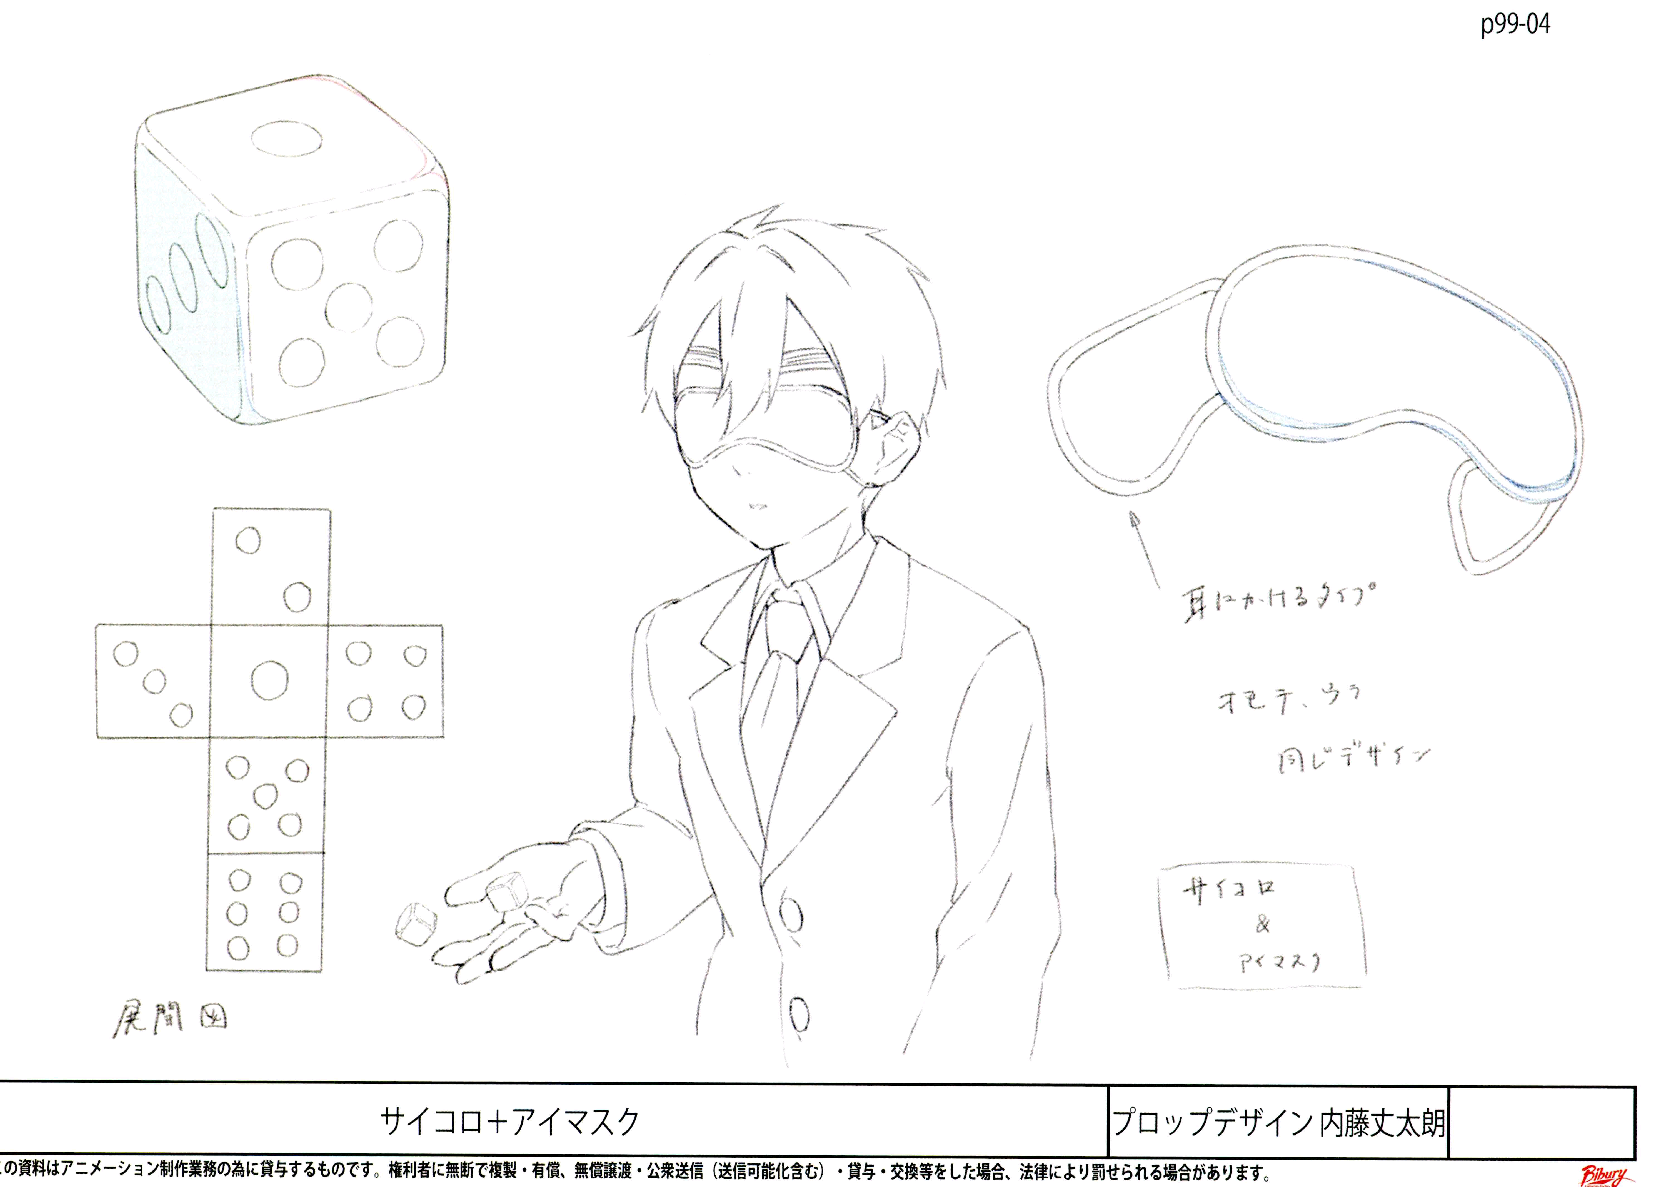 p99-04
耳にかけるタイプ
オモテ、ウラ
同じデザイン
サイコロ
&
アイマスク
展開図
サイコロ＋アイマスク
プロップデザイン 内藤丈太朗
この資料はアニメーション制作業務の為に貸与するものです。権利者に無断で複製・有償、無償譲渡・公衆送信（送信可能化含む）・貸与・交換等をした場合、法律により罰せられる場合があります。
Bibury